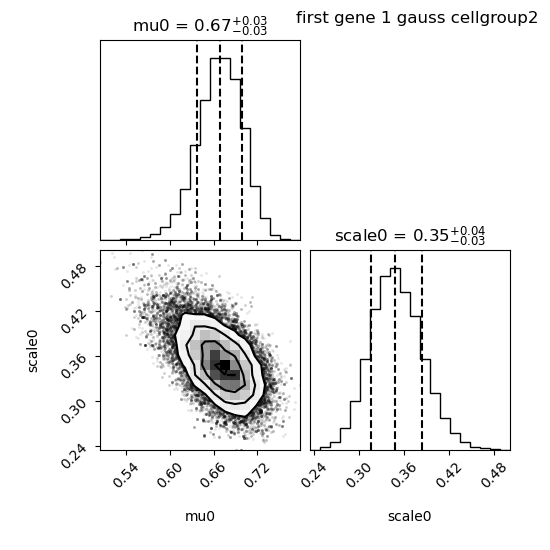 first gene 1 gauss cellgroup2
mu0 = 0.67+0.03−0.03
scale0 = 0.35+0.04−0.03
0.48
0.42
0.36
0.30
0.24
scale0
0.54 0.60 0.66 0.72
0.24 0.30 0.36 0.42 0.48
mu0 scale0